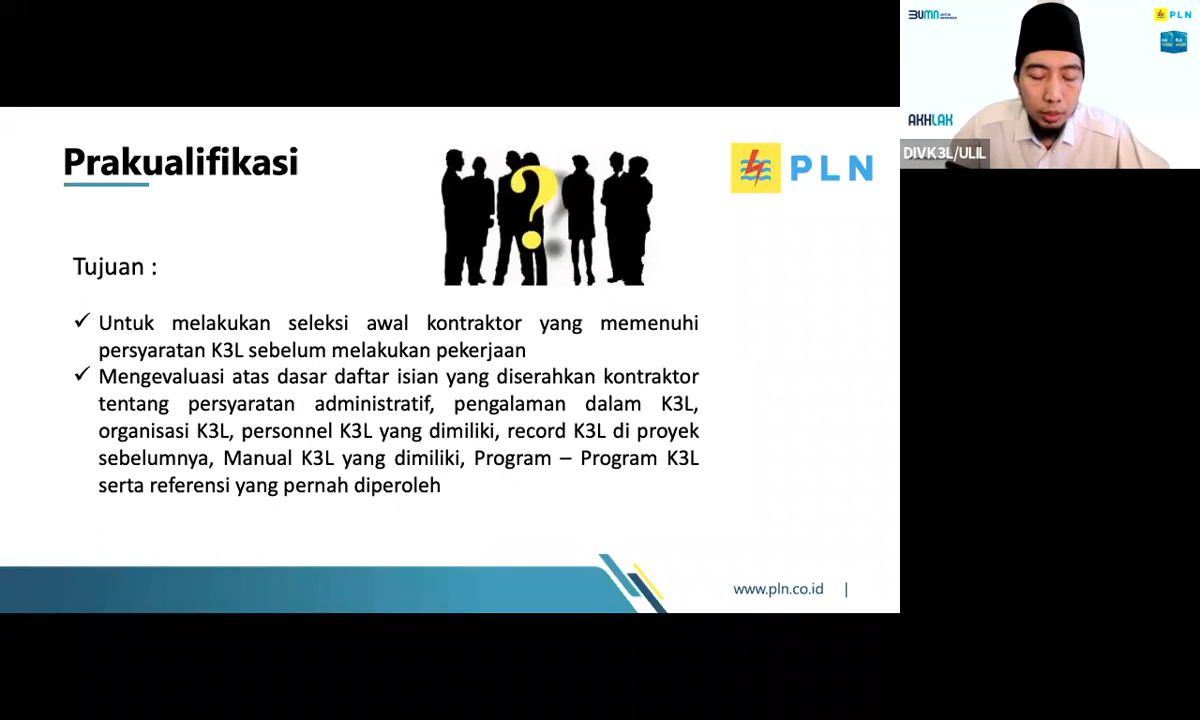 Prakualifikasi
?
PLN
Tujuan :
✓ Untuk melakukan seleksi awal kontraktor yang memenuhi
persyaratan K3L sebelum melakukan pekerjaan
✓ Mengevaluasi atas dasar daftar isian yang diserahkan kontraktor
tentang persyaratan administratif, pengalaman dalam K3L,
organisasi K3L, personnel K3L yang dimiliki, record K3L di proyek
sebelumnya, Manual K3L yang dimiliki, Program – Program K3L
serta referensi yang pernah diperoleh
www.pln.co.id |
BUMN
PLN
AKHLAK
DIVK3L/ULIL